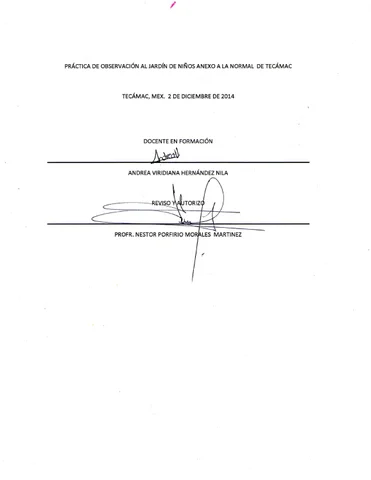 PRÁCTICA DE OBSERVACIÓN AL JARDÍN DE NIÑOS ANEXO A LA NORMAL DE TECÁMAC
TECÁMAC, MEX. 2 DE DICIEMBRE DE 2014
DOCENTE EN FORMACIÓN
ANDREA VIRIDIANA HERNÁNDEZ NILA
REVISO Y AUTORIZO
PROFR. NESTOR PORFIRIO MORALES MARTINEZ